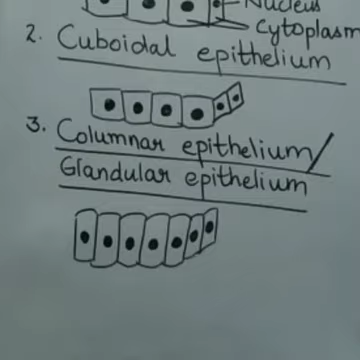 Nucleus
Cytoplasm
2. Cuboidal epithelium
3. Columnar epithelium/
Glandular epithelium